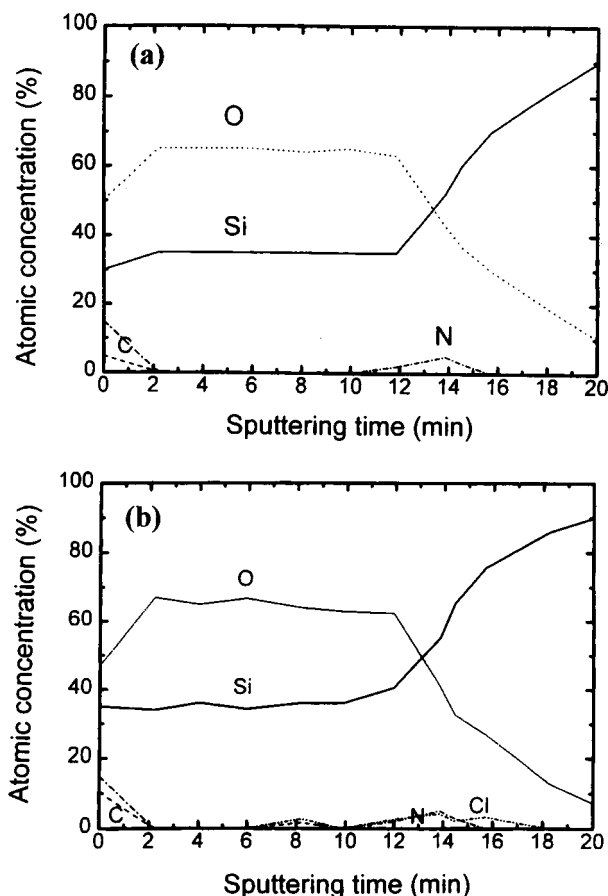 (a)
Atomic concentration (%)
100
80
60
40
20
0
O
Si
C
N
0 2 4 6 8 10 12 14 16 18 20
Sputtering time (min)
(b)
Atomic concentration (%)
100
80
60
40
20
0
O
Si
C
N
Cl
0 2 4 6 8 10 12 14 16 18 20
Sputtering time (min)